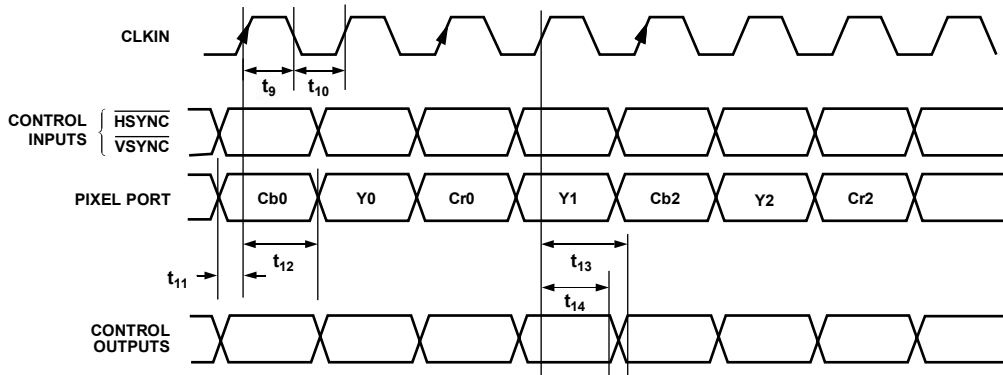 CLKIN
t9
t10
CONTROL INPUTS
HSYNC
VSYNC
PIXEL PORT
Cb0
Y0
Cr0
Y1
Cb2
Y2
Cr2
t11
t12
t13
t14
CONTROL OUTPUTS